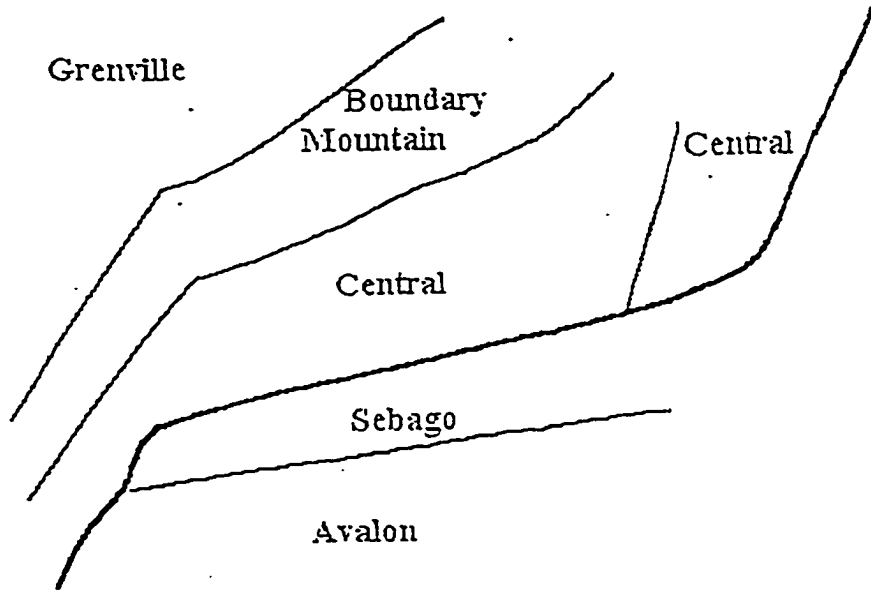 Grenville
Boundary
Mountain
Central
Central
Sebago
Avalon